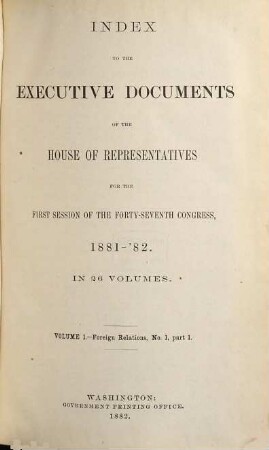 INDEX
TO THE
EXECUTIVE DOCUMENTS
OF THE
HOUSE OF REPRESENTATIVES
FOR THE
FIRST SESSION OF THE FORTY-SEVENTH CONGRESS,
1881-'82.
IN 26 VOLUMES.
VOLUME 1.—Foreign Relations, No. 1, part 1.
WASHINGTON:
GOVERNMENT PRINTING OFFICE.
1882.